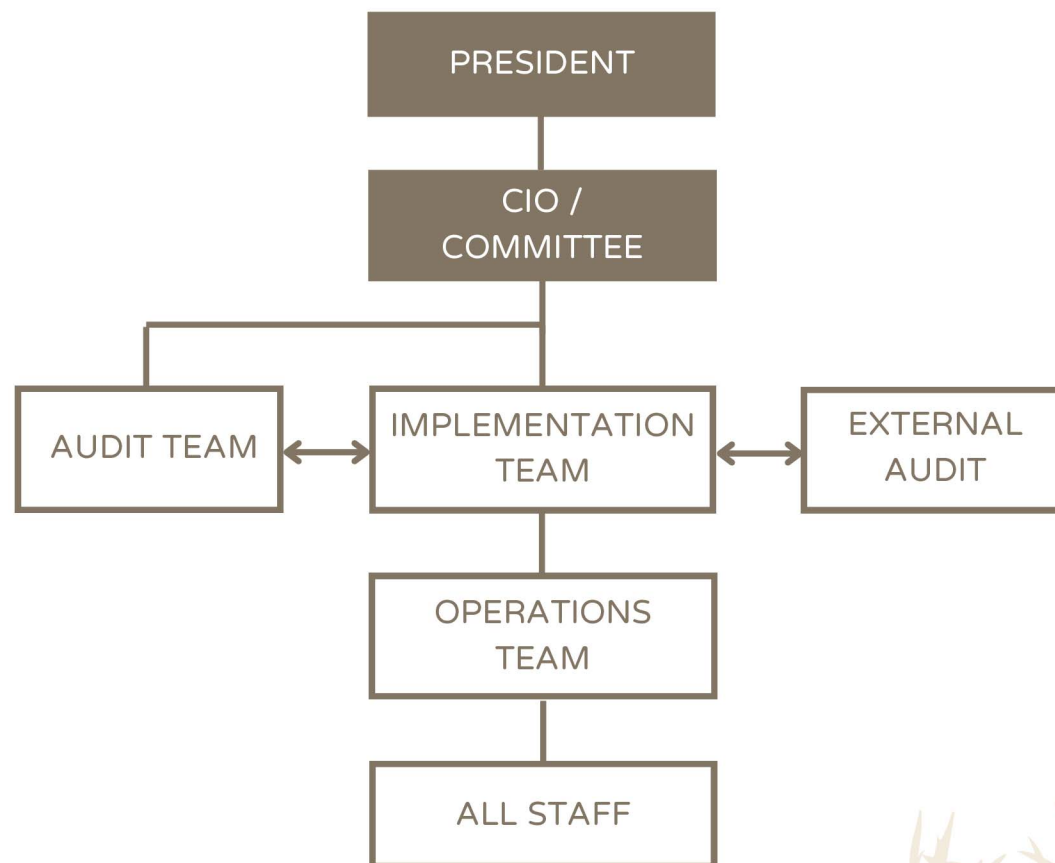 PRESIDENT
CIO /
COMMITTEE
AUDIT TEAM
IMPLEMENTATION
TEAM
EXTERNAL
AUDIT
OPERATIONS
TEAM
ALL STAFF